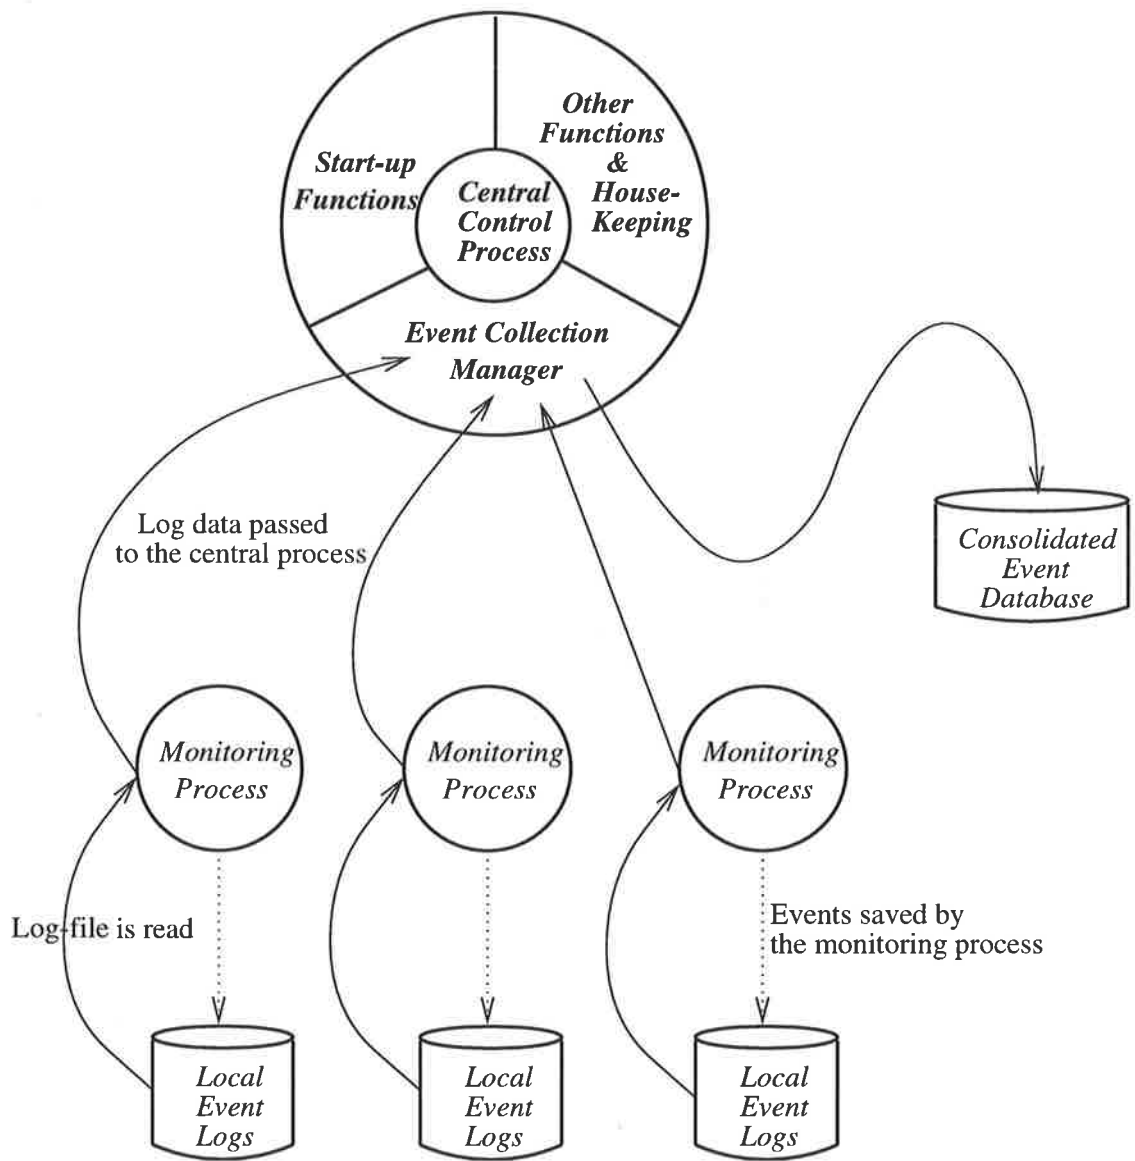 Other
Functions
&
House-
Keeping
Start-up
Functions
Central
Control
Process
Event Collection
Manager
Log data passed
to the central process
Consolidated
Event
Database
Monitoring
Process
Monitoring
Process
Monitoring
Process
Log-file is read
Events saved by
the monitoring process
Local
Event
Logs
Local
Event
Logs
Local
Event
Logs